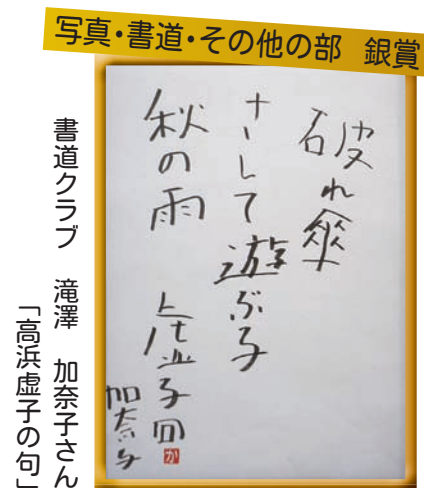 写真・書道・その他の部 銀賞
破れ傘
さして遊ぶ子
秋の雨 虚子句
加奈子
か
書道クラブ 滝澤 加奈子さん
「高浜虚子の句」